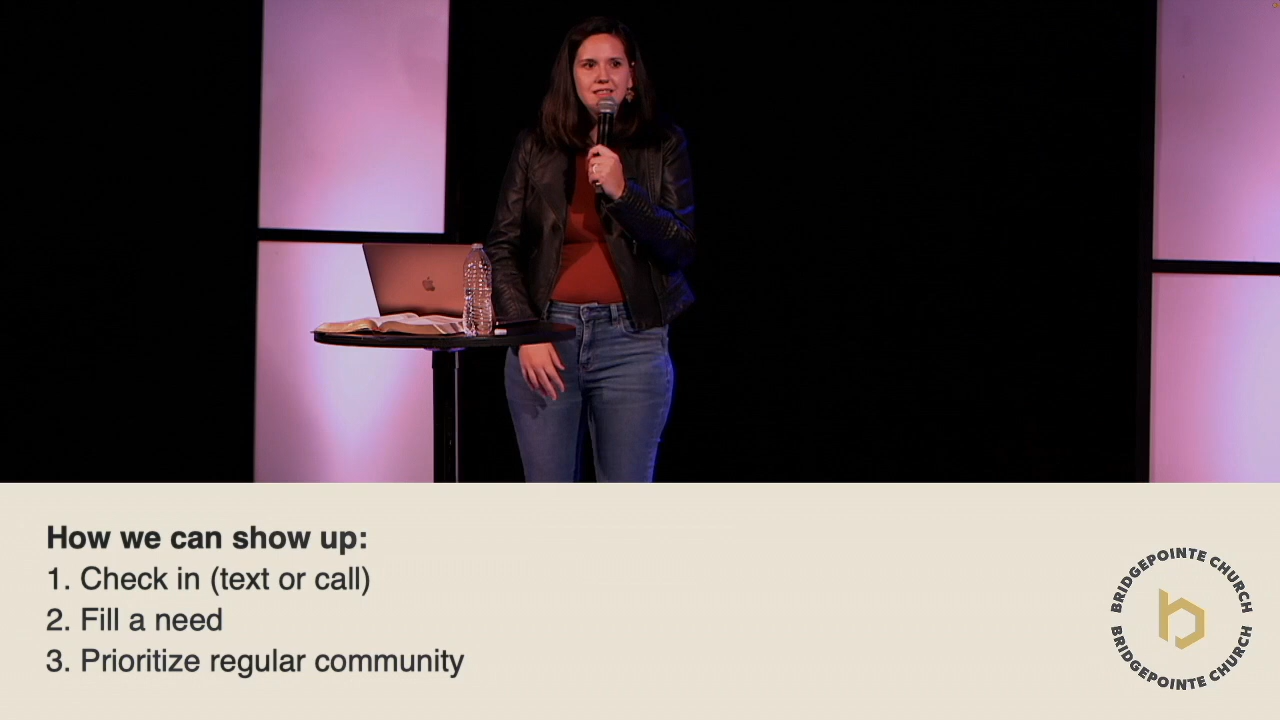 How we can show up:
1. Check in (text or call)
2. Fill a need
3. Prioritize regular community
BRIDGEPOINTE CHURCH
BRIDGEPOINTE CHURCH